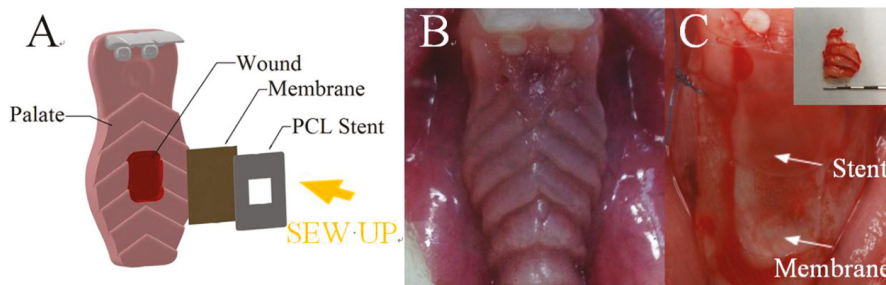 A
Wound
Membrane
Palate
PCL Stent
SEW UP
B
C
Stent
Membrane